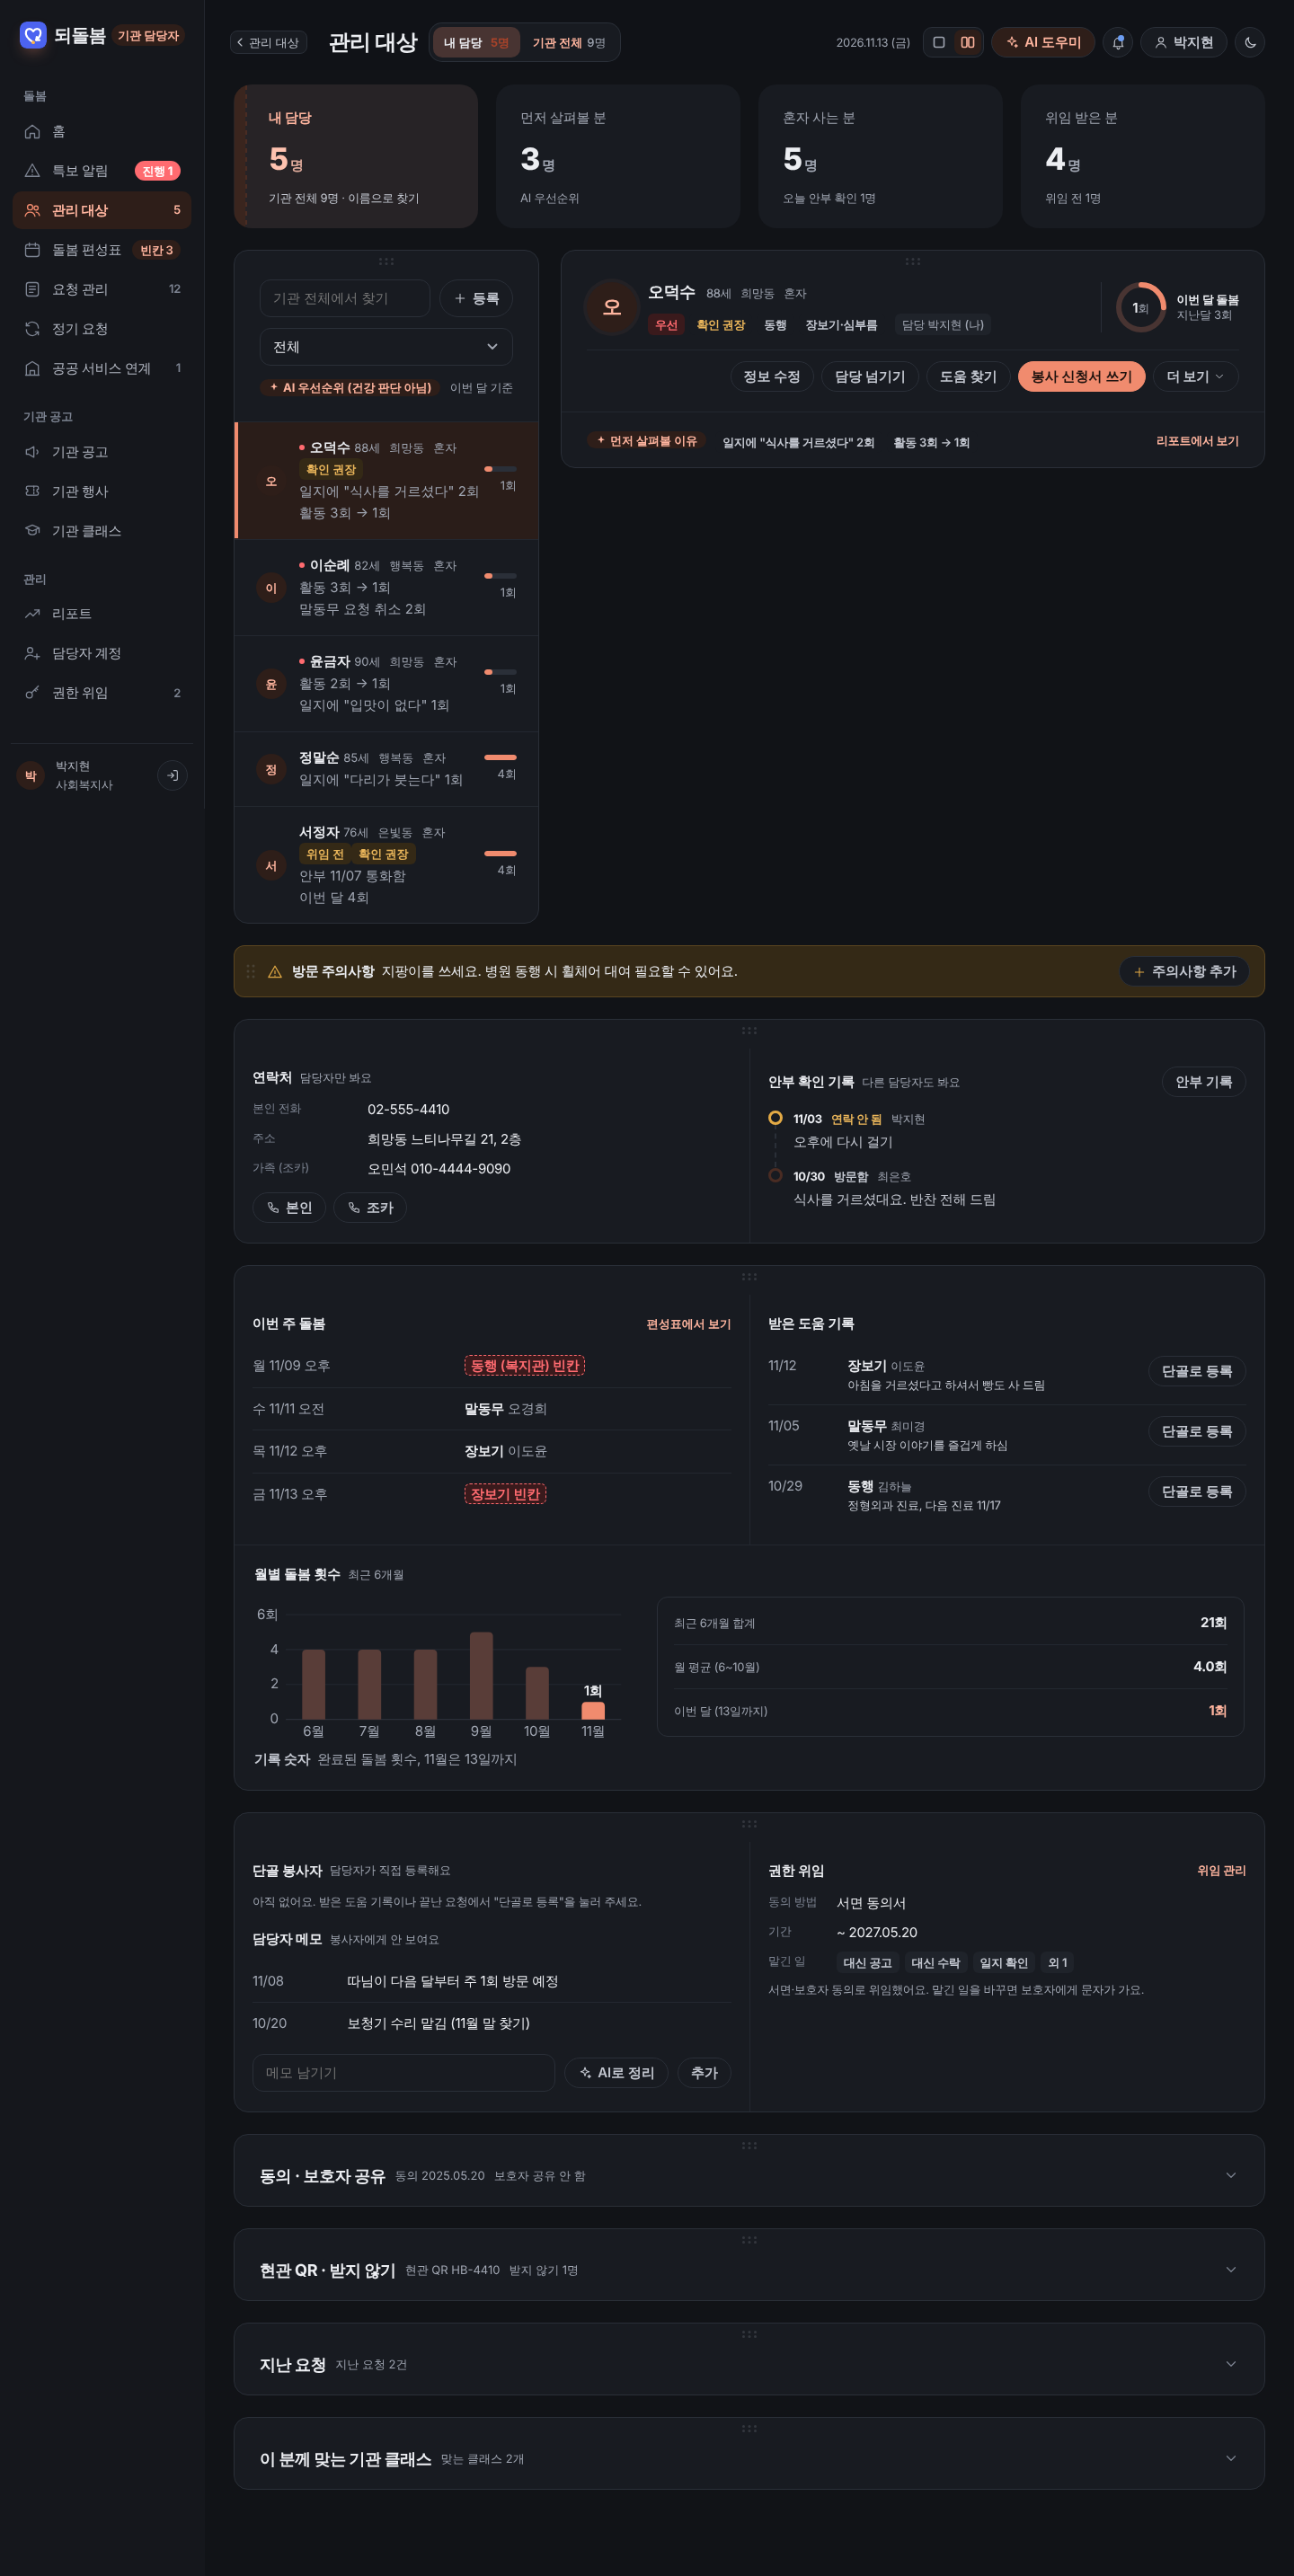 되돌봄 기관 담당자
돌봄
홈
특보 알림 진행 1
관리 대상 5
돌봄 편성표 빈칸 3
요청 관리 12
정기 요청
공공 서비스 연계 1
기관 공고
기관 공고
기관 행사
기관 클래스
관리
리포트
담당자 계정
권한 위임 2
박 박지현
사회복지사
관리 대상 관리 대상 내 담당 5명 기관 전체 9명 2026.11.13 (금) AI 도우미 박지현
내 담당
5명
기관 전체 9명 · 이름으로 찾기
먼저 살펴볼 분
3명
AI 우선순위
혼자 사는 분
5명
오늘 안부 확인 1명
위임 받은 분
4명
위임 전 1명
기관 전체에서 찾기 등록
전체
AI 우선순위 (건강 판단 아님) 이번 달 기준
오 오덕수 88세 희망동 혼자
확인 권장
일지에 "식사를 거르셨다" 2회
활동 3회 → 1회
1회
이 이순례 82세 행복동 혼자
활동 3회 → 1회
말동무 요청 취소 2회
1회
윤 윤금자 90세 희망동 혼자
활동 2회 → 1회
일지에 "입맛이 없다" 1회
1회
정 정말순 85세 행복동 혼자
일지에 "다리가 붓는다" 1회
4회
서 서정자 76세 은빛동 혼자
위임 전 확인 권장
안부 11/07 통화함
이번 달 4회
4회
오 오덕수 88세 희망동 혼자
우선 확인 권장 동행 장보기·심부름 담당 박지현 (나)
1회 이번 달 돌봄
지난달 3회
정보 수정 담당 넘기기 도움 찾기 봉사 신청서 쓰기 더 보기
먼저 살펴볼 이유 일지에 "식사를 거르셨다" 2회 활동 3회 → 1회 리포트에서 보기
방문 주의사항 지팡이를 쓰세요. 병원 동행 시 휠체어 대여 필요할 수 있어요. 주의사항 추가
연락처 담당자만 봐요
본인 전화 02-555-4410
주소 희망동 느티나무길 21, 2층
가족 (조카) 오민석 010-4444-9090
본인 조카
안부 확인 기록 다른 담당자도 봐요 안부 기록
11/03 연락 안 됨 박지현
오후에 다시 걸기
10/30 방문함 최은호
식사를 거르셨대요. 반찬 전해 드림
이번 주 돌봄 편성표에서 보기
월 11/09 오후 동행 (복지관) 빈칸
수 11/11 오전 말동무 오경희
목 11/12 오후 장보기 이도윤
금 11/13 오후 장보기 빈칸
받은 도움 기록
11/12 장보기 이도윤 단골로 등록
아침을 거르셨다고 하셔서 빵도 사 드림
11/05 말동무 최미경 단골로 등록
옛날 시장 이야기를 즐겁게 하심
10/29 동행 김하늘 단골로 등록
정형외과 진료, 다음 진료 11/17
월별 돌봄 횟수 최근 6개월
6회
4
2
0
1회
6월 7월 8월 9월 10월 11월
기록 숫자 완료된 돌봄 횟수, 11월은 13일까지
최근 6개월 합계 21회
월 평균 (6~10월) 4.0회
이번 달 (13일까지) 1회
단골 봉사자 담당자가 직접 등록해요
아직 없어요. 받은 도움 기록이나 끝난 요청에서 "단골로 등록"을 눌러 주세요.
담당자 메모 봉사자에게 안 보여요
11/08 따님이 다음 달부터 주 1회 방문 예정
10/20 보청기 수리 맡김 (11월 말 찾기)
메모 남기기 AI로 정리 추가
권한 위임 위임 관리
동의 방법 서면 동의서
기간 ~ 2027.05.20
맡긴 일 대신 공고 대신 수락 일지 확인 외 1
서면·보호자 동의로 위임했어요. 맡긴 일을 바꾸면 보호자에게 문자가 가요.
동의 · 보호자 공유 동의 2025.05.20 보호자 공유 안 함
현관 QR · 받지 않기 현관 QR HB-4410 받지 않기 1명
지난 요청 지난 요청 2건
이 분께 맞는 기관 클래스 맞는 클래스 2개